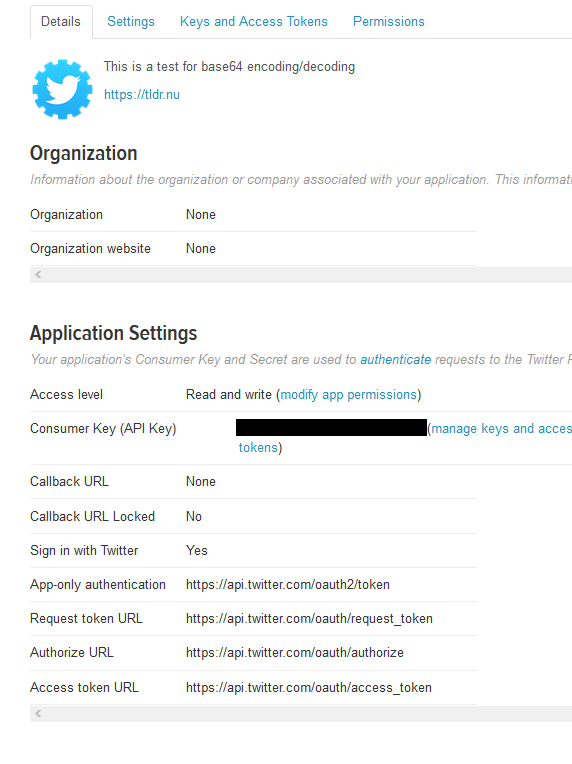 Details Settings Keys and Access Tokens Permissions
This is a test for base64 encoding/decoding
https://tldr.nu
Organization
Information about the organization or company associated with your application. This informati
Organization None
Organization website None
Application Settings
Your application's Consumer Key and Secret are used to authenticate requests to the Twitter P
Access level Read and write (modify app permissions)
Consumer Key (API Key) (manage keys and acces
tokens)
Callback URL None
Callback URL Locked No
Sign in with Twitter Yes
App-only authentication https://api.twitter.com/oauth2/token
Request token URL https://api.twitter.com/oauth/request_token
Authorize URL https://api.twitter.com/oauth/authorize
Access token URL https://api.twitter.com/oauth/access_token